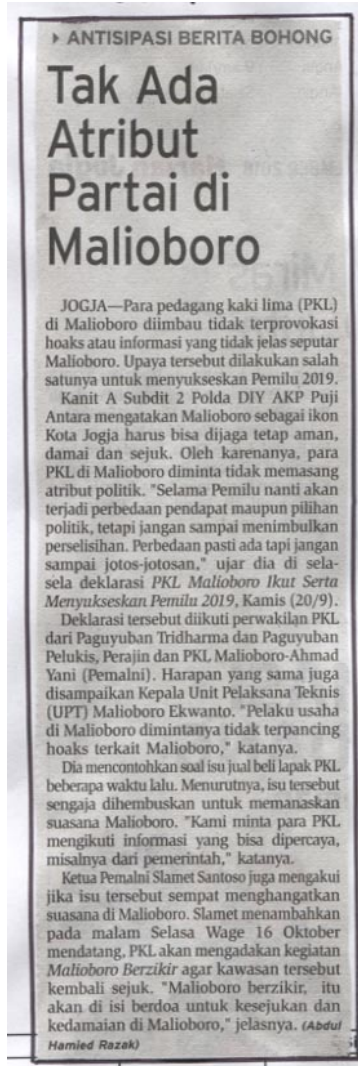 ANTISIPASI BERITA BOHONG
Tak Ada
Atribut
Partai di
Malioboro
JOGJA—Para pedagang kaki lima (PKL)
di Malioboro diimbau tidak terprovokasi
hoaks atau informasi yang tidak jelas seputar
Malioboro. Upaya tersebut dilakukan salah
satunya untuk menyukseskan Pemilu 2019.
Kanit A Subdit 2 Polda DIY AKP Puji
Antara mengatakan Malioboro sebagai ikon
Kota Jogja harus bisa dijaga tetap aman,
damai dan sejuk. Oleh karenanya, para
PKL di Malioboro diminta tidak memasang
atribut politik. "Selama Pemilu nanti akan
terjadi perbedaan pendapat maupun pilihan
politik, tetapi jangan sampai menimbulkan
perselisihan. Perbedaan pasti ada tapi jangan
sampai jotos-jotosan," ujar dia di sela-
sela deklarasi PKL Malioboro Ikut Serta
Menyukseskan Pemilu 2019, Kamis (20/9).
Deklarasi tersebut diikuti perwakilan PKL
dari Paguyuban Tridharma dan Paguyuban
Pelukis, Perajin dan PKL Malioboro-Ahmad
Yani (Pemalni). Harapan yang sama juga
disampaikan Kepala Unit Pelaksana Teknis
(UPT) Malioboro Ekwanto. "Pelaku usaha
di Malioboro dimintanya tidak terpancing
hoaks terkait Malioboro," katanya.
Dia mencontohkan soal isu jual beli lapak PKL
beberapa waktu lalu. Menurutnya, isu tersebut
sengaja dihembuskan untuk memanaskan
suasana Malioboro. "Kami minta para PKL
mengikuti informasi yang bisa dipercaya,
misalnya dari pemerintah," katanya.
Ketua Pemalni Slamet Santoso juga mengakui
jika isu tersebut sempat menghangatkan
suasana di Malioboro. Slamet menambahkan
pada malam Selasa Wage 16 Oktober
mendatang, PKL akan mengadakan kegiatan
Malioboro Berzikir agar kawasan tersebut
kembali sejuk. "Malioboro berzikir, itu
akan di isi berdoa untuk kesejukan dan
kedamaian di Malioboro," jelasnya. (Abdul
Hamied Razak)